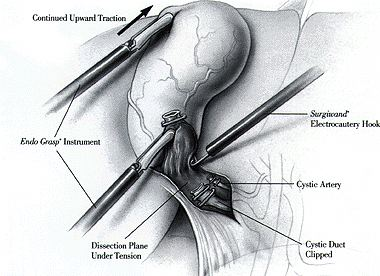 Continued Upward Traction
Endo Grasp* Instrument
Surgiwand*
Electrocautery Hook
Cystic Artery
Cystic Duct
Clipped
Dissection Plane
Under Tension